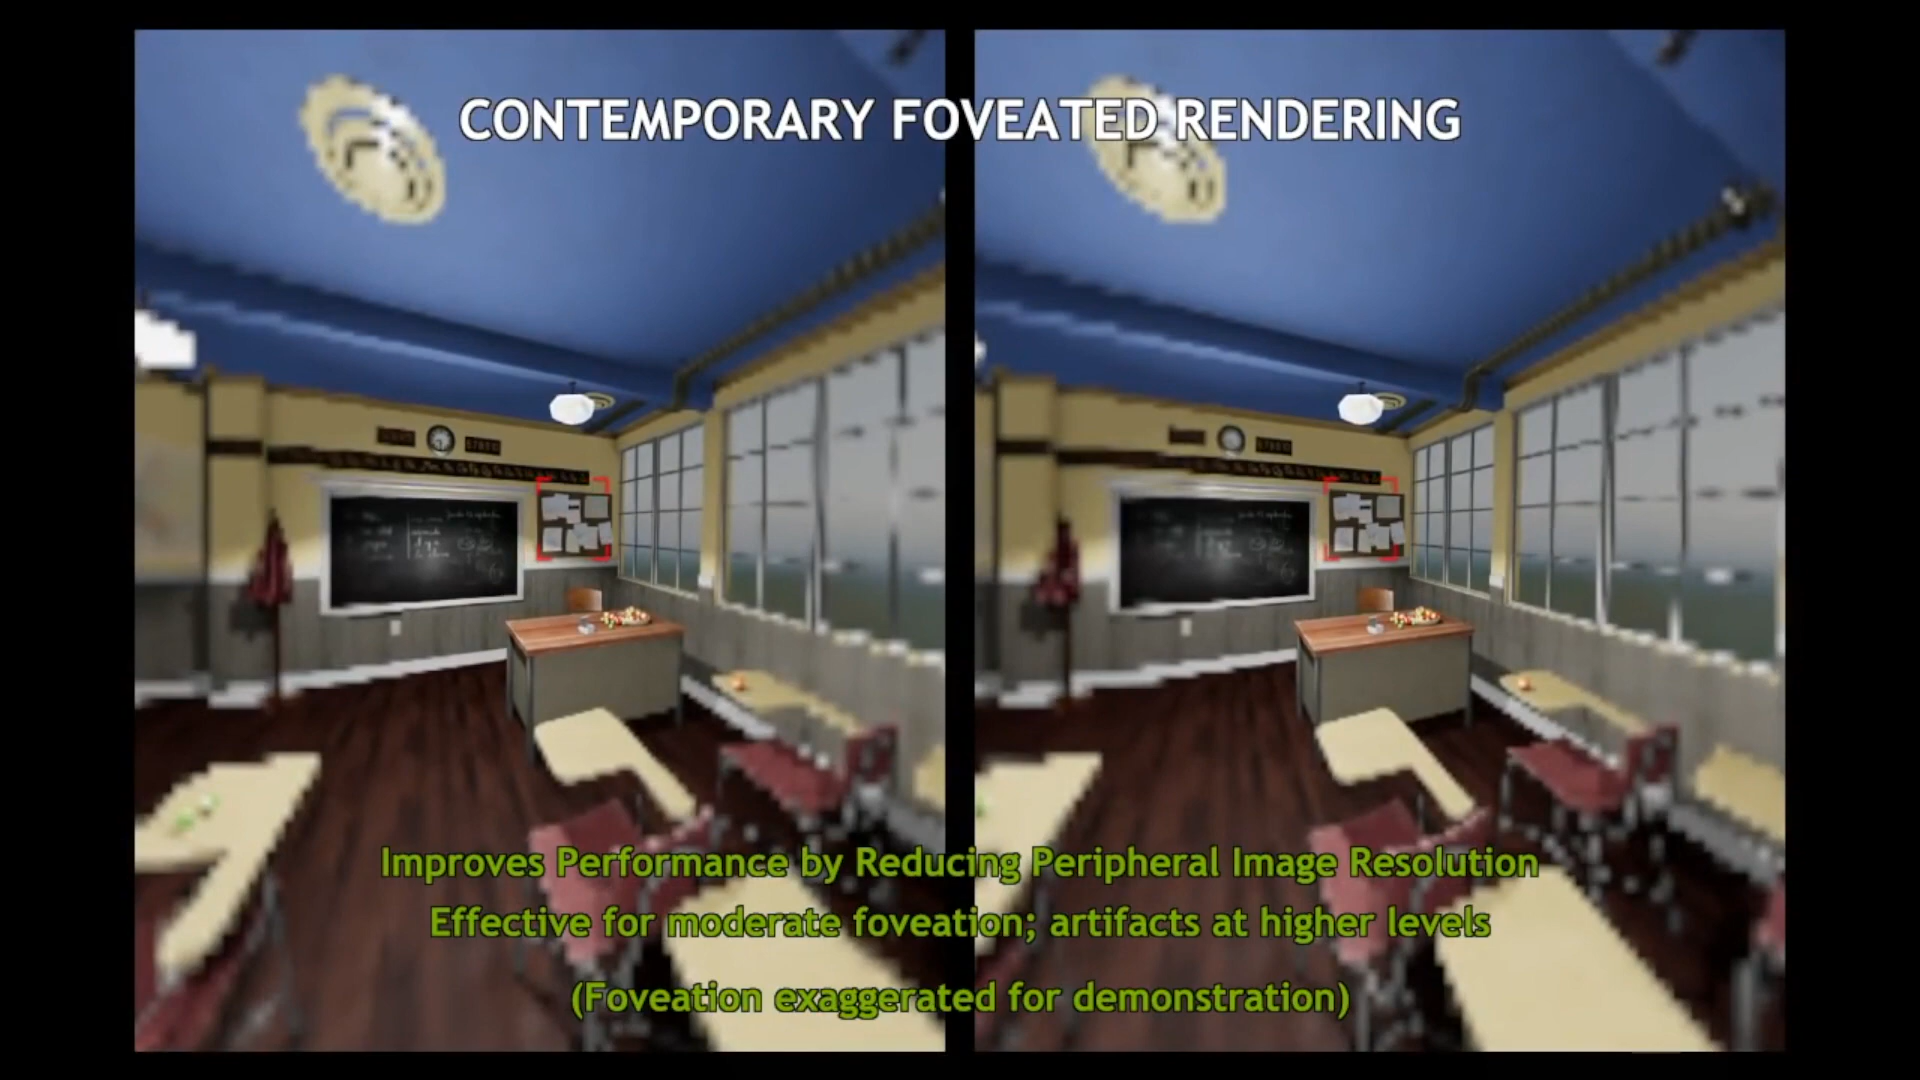 CONTEMPORARY FOVEATED RENDERING
Improves Performance by Reducing Peripheral Image Resolution
Effective for moderate foveation; artifacts at higher levels
(Foveation exaggerated for demonstration)